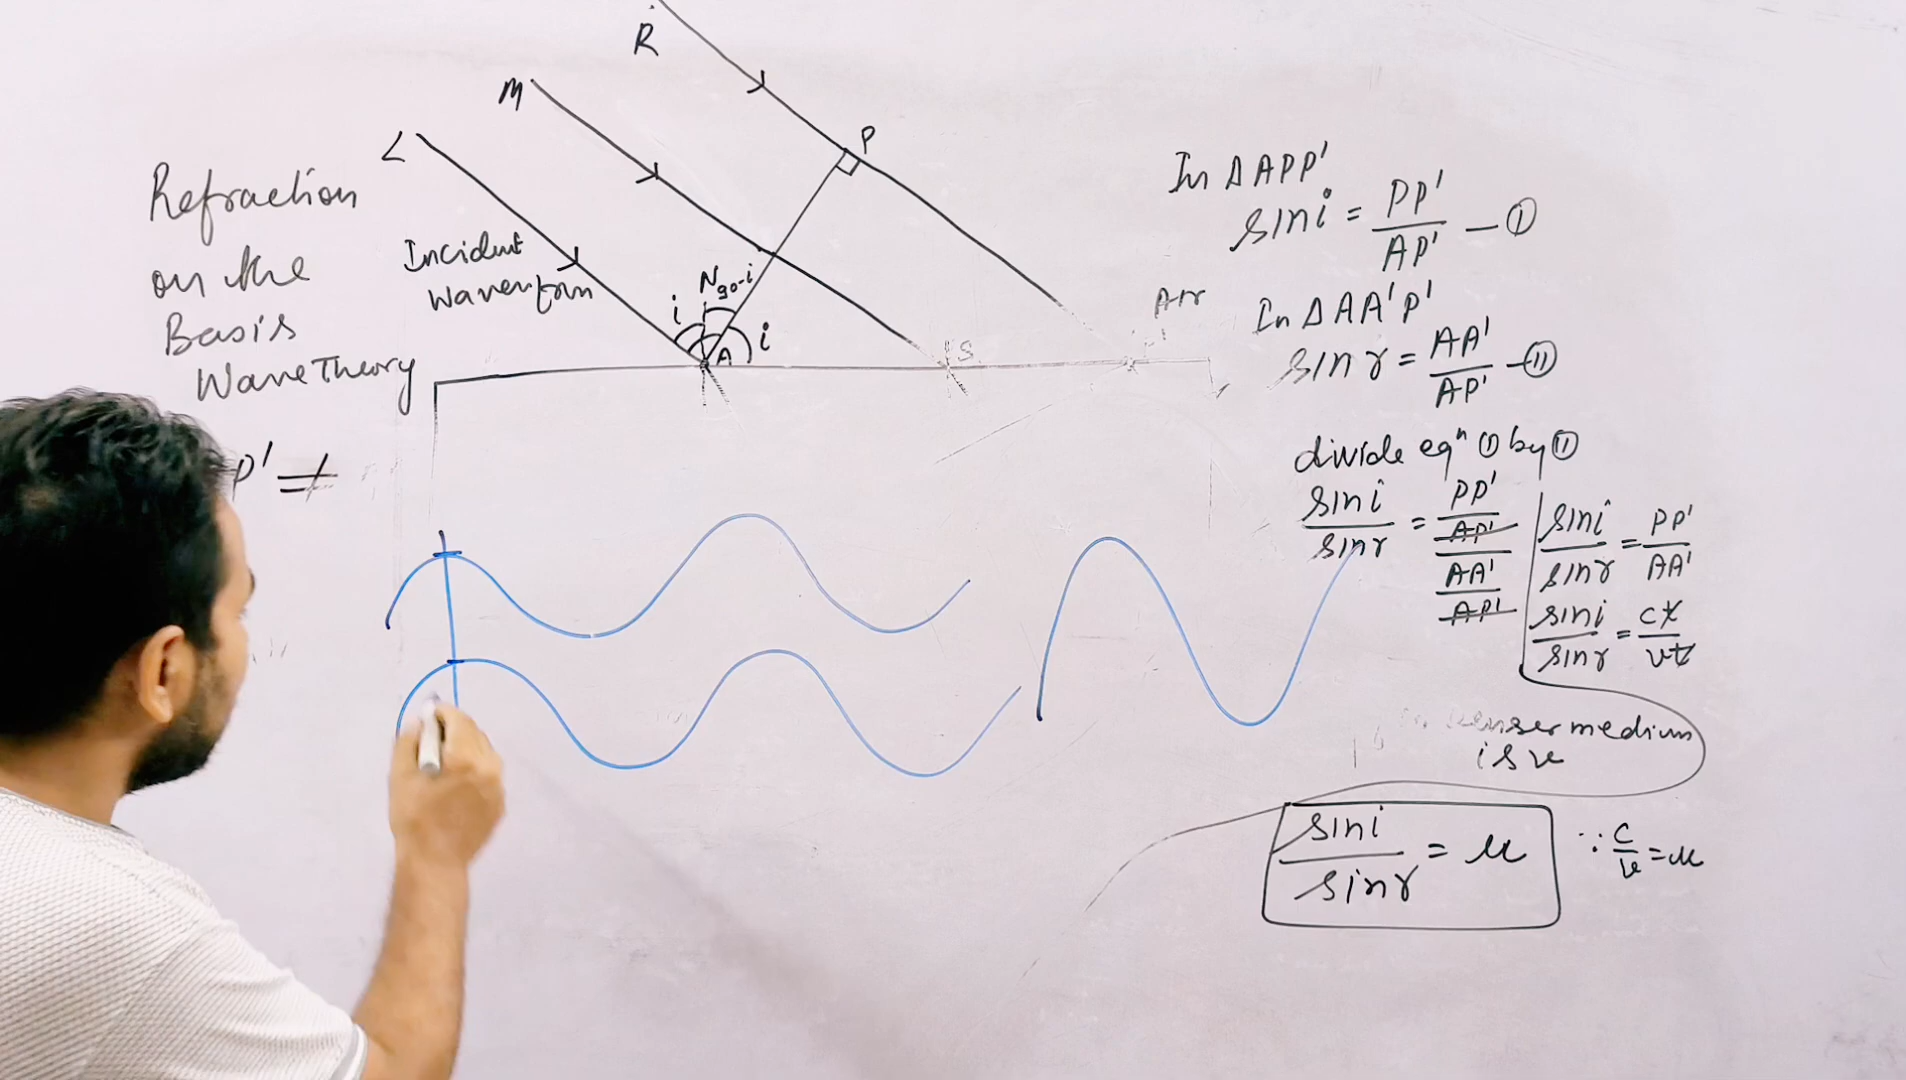 Refraction
on the
Basis
Wave Theory
P' =
R
M
L
P
Incident
N
90-i
i
i
A
S
Air
In Δ APP'
sin i = PP' / AP' — ①
In Δ AA'P'
sin r = AA' / AP' — ⑪
divide eqⁿ ① by ⑪
sin i / sin r = PP' / AP' / AA' / AP'
sin i / sin r = PP' / AA'
sin i / sin r = ct / vt
denser medium
is v
sin i / sin r = μ
∵ c / v = μ